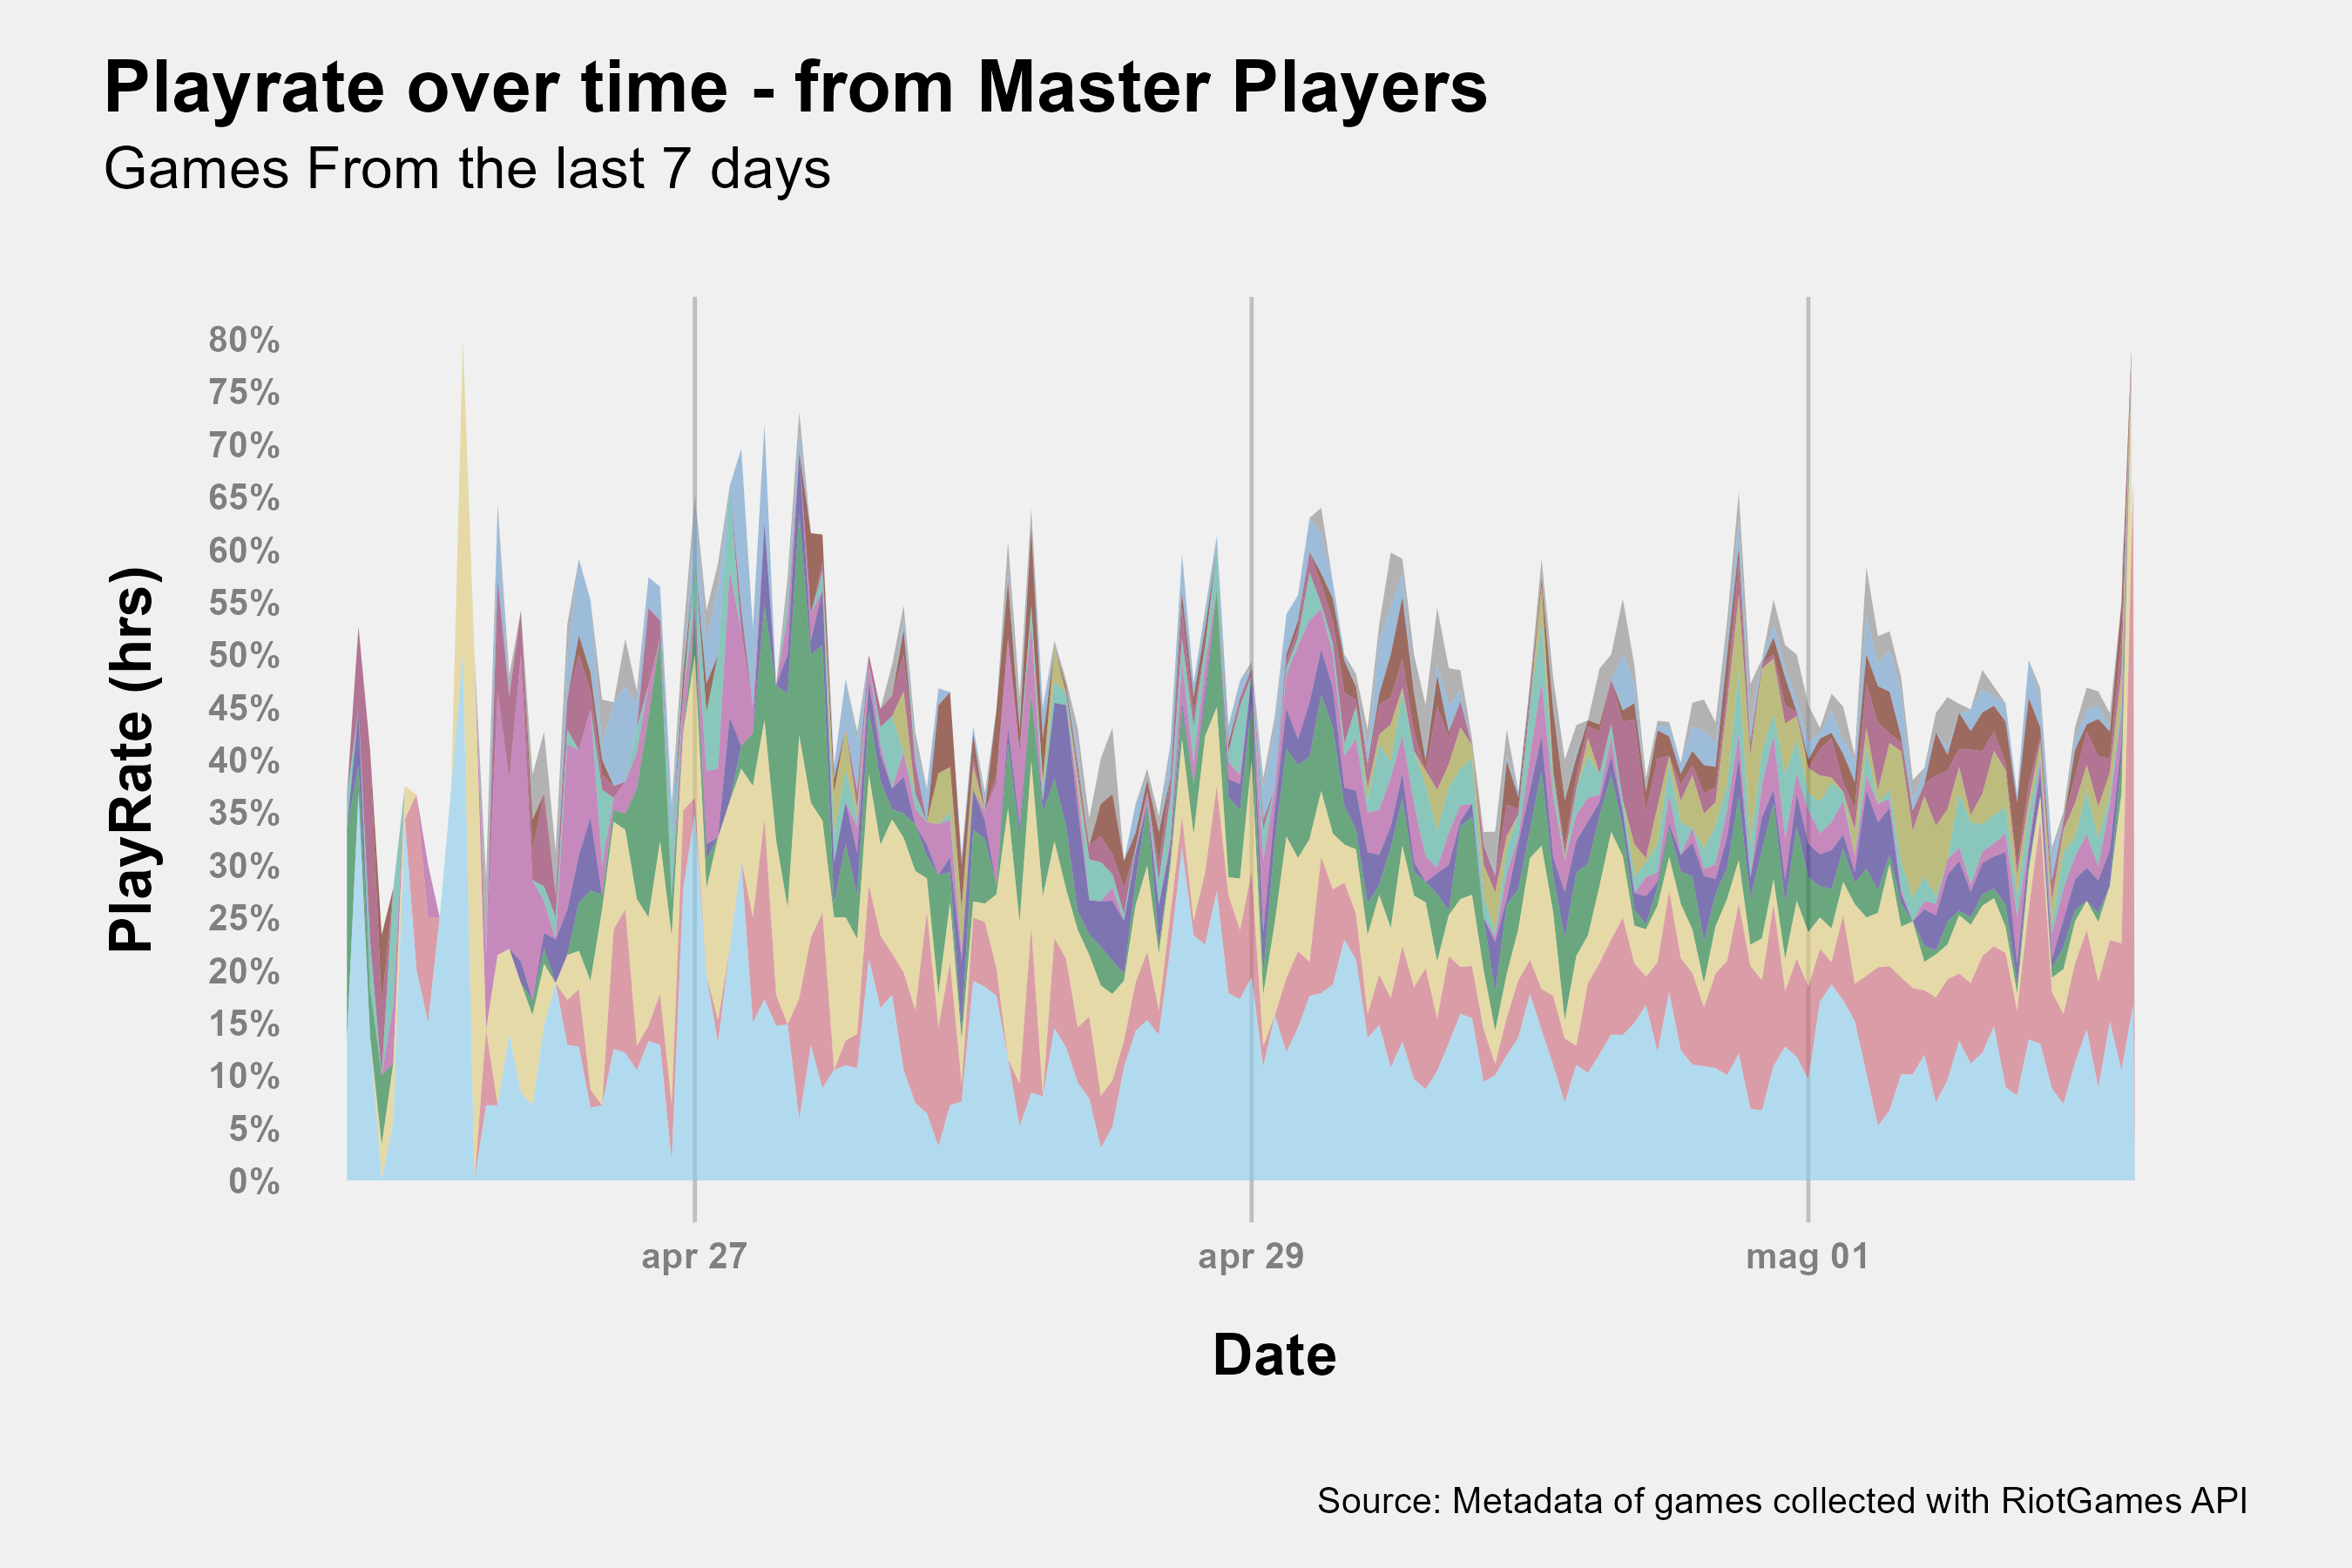 Playrate over time - from Master Players
Games From the last 7 days
PlayRate (hrs)
80%
75%
70%
65%
60%
55%
50%
45%
40%
35%
30%
25%
20%
15%
10%
5%
0%
apr 27
apr 29
mag 01
Date
Source: Metadata of games collected with RiotGames API